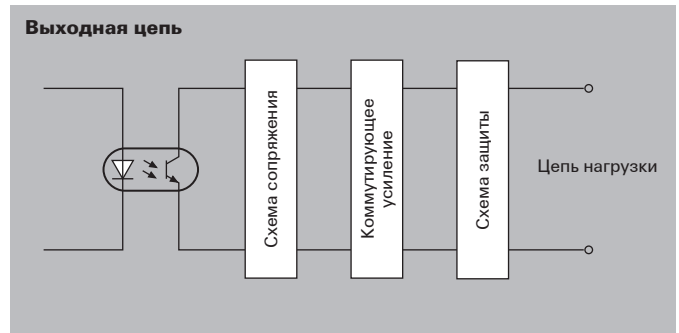 Выходная цепь
Схема сопряжения
Коммутирующее
усиление
Схема защиты
Цепь нагрузки